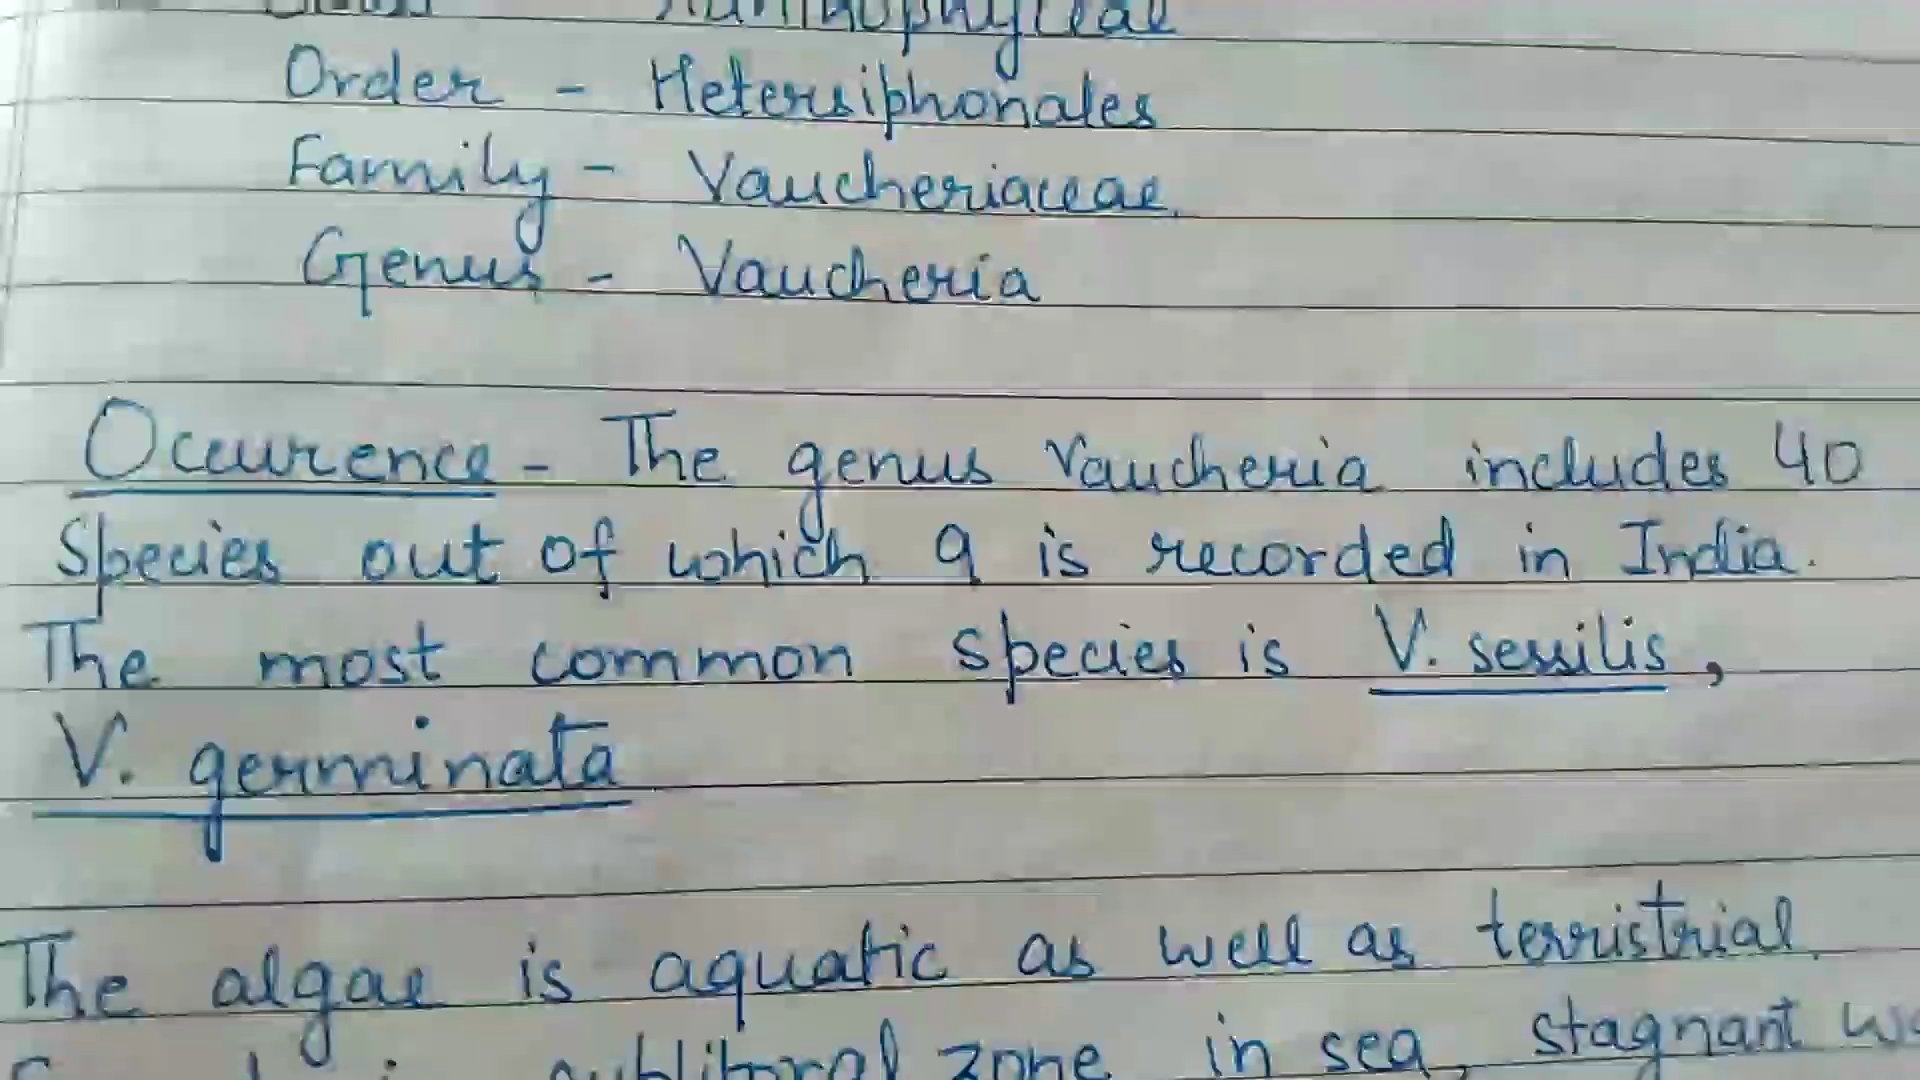 Order - Hetersiphonales
Family - Vaucheriaceae.
Genus - Vaucheria
Occurence - The genus Vaucheria includes 40
Species out of which 9 is recorded in India.
The most common species is V. sessilis,
V. germinata
The algae is aquatic as well as terristrial.
sublitoral zone in sea, stagnant